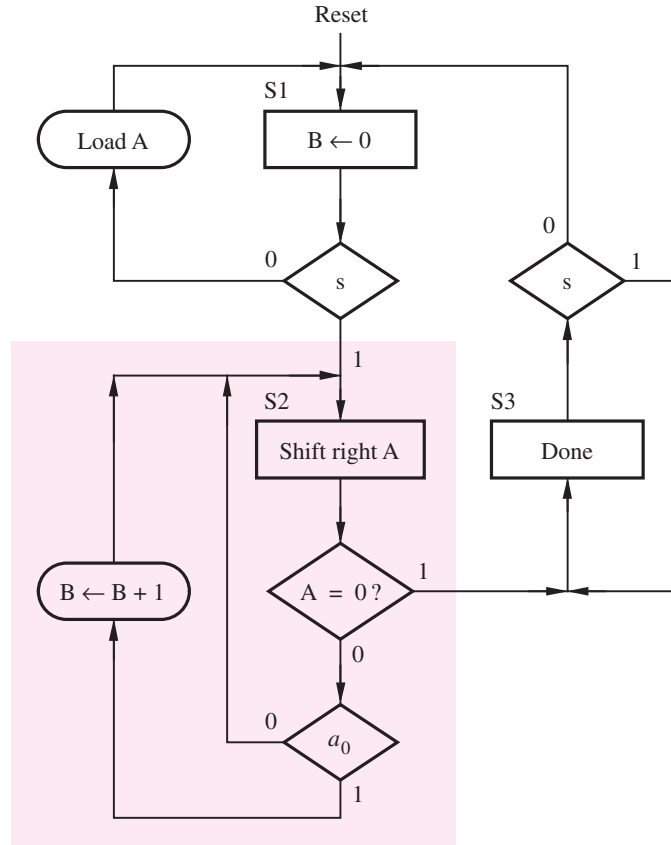 Reset
S1
Load A
B ← 0
0
1
0
s
s
1
S2
S3
Shift right A
Done
B ← B + 1
A = 0 ?
1
0
0
a0
1